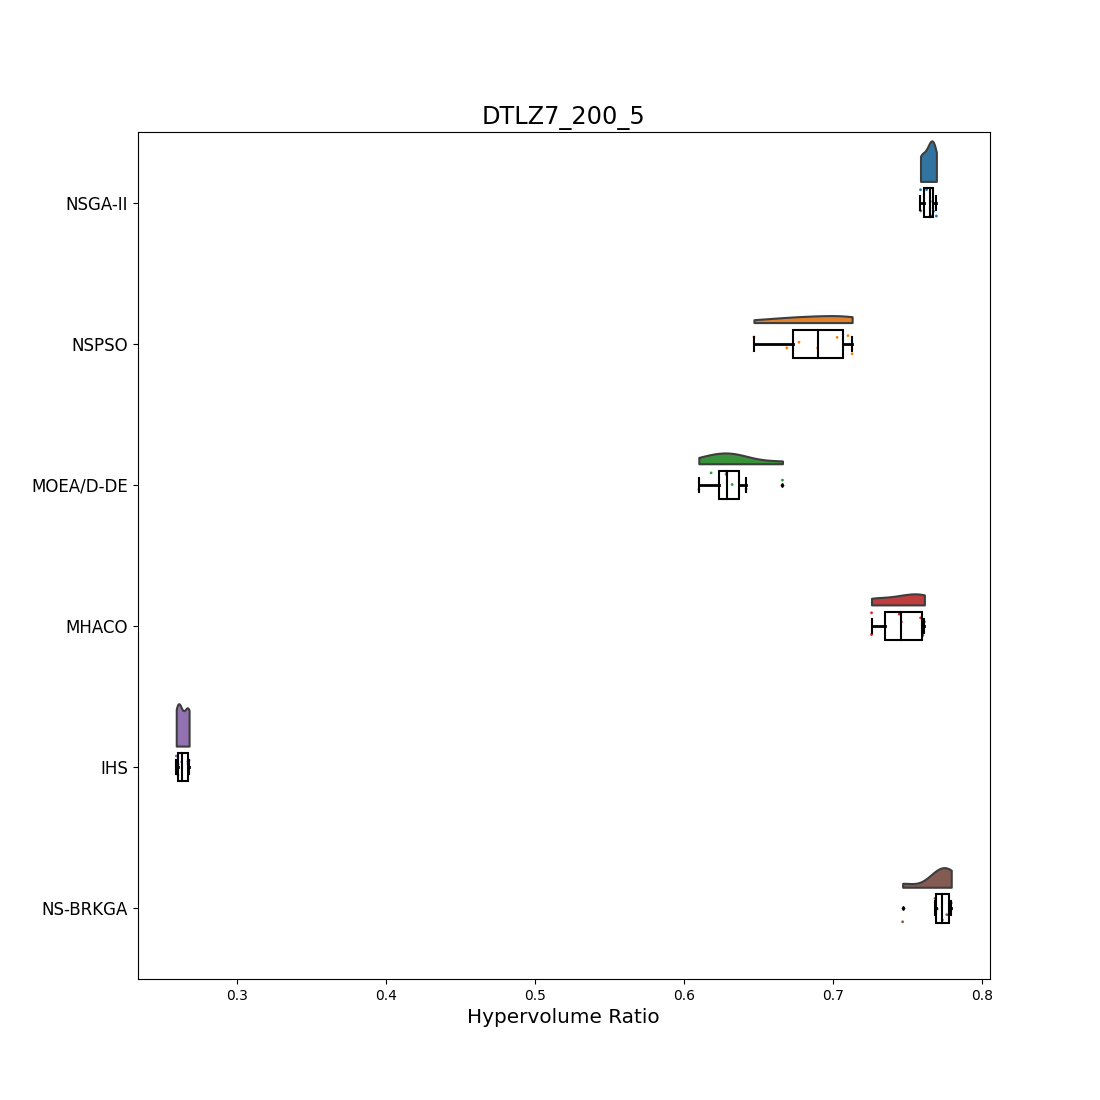 DTLZ7_200_5
NSGA-II
NSPSO
MOEA/D-DE
MHACO
IHS
NS-BRKGA
0.3 0.4 0.5 0.6 0.7 0.8
Hypervolume Ratio